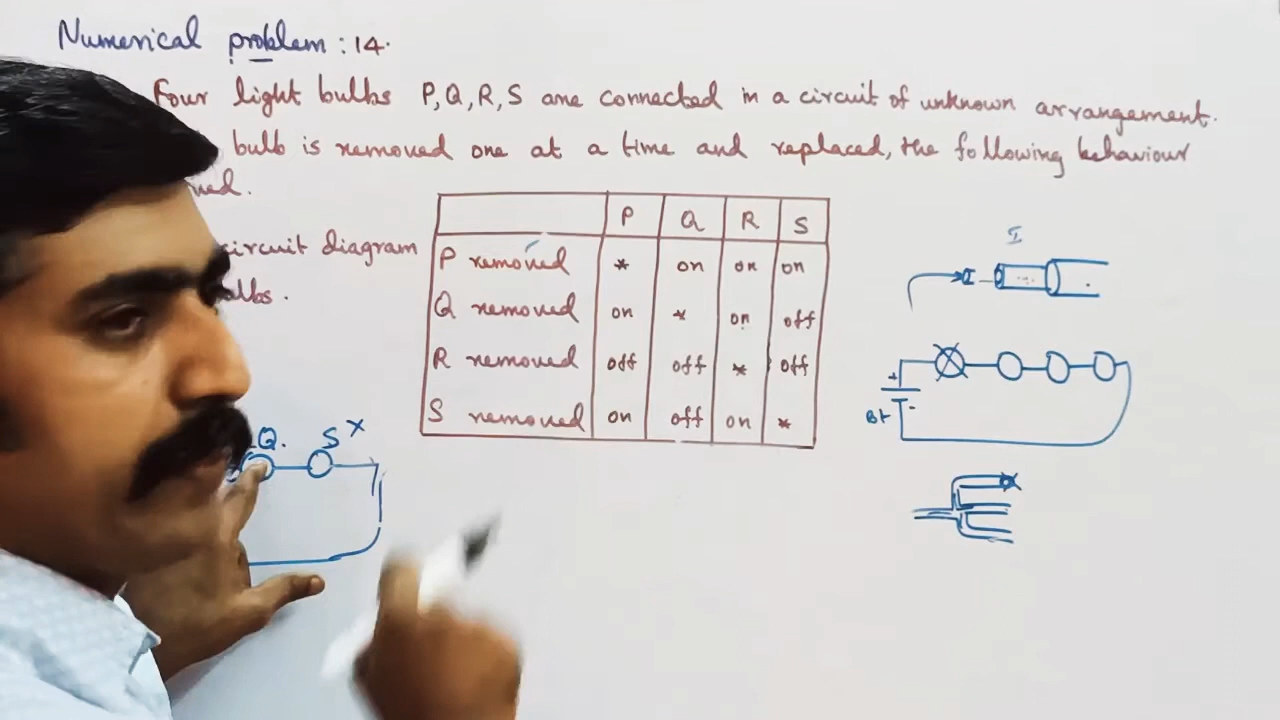 Numerical problem : 14.
Four light bulbs P, Q, R, S are connected in a circuit of unknown arrangement.
bulb is removed one at a time and replaced, the following behaviour
circuit diagram
P Q R S
P removed * on on on
Q removed on * on off
R removed off off * off
S removed on off on *
I
I
+
-
Bt
Q. S x